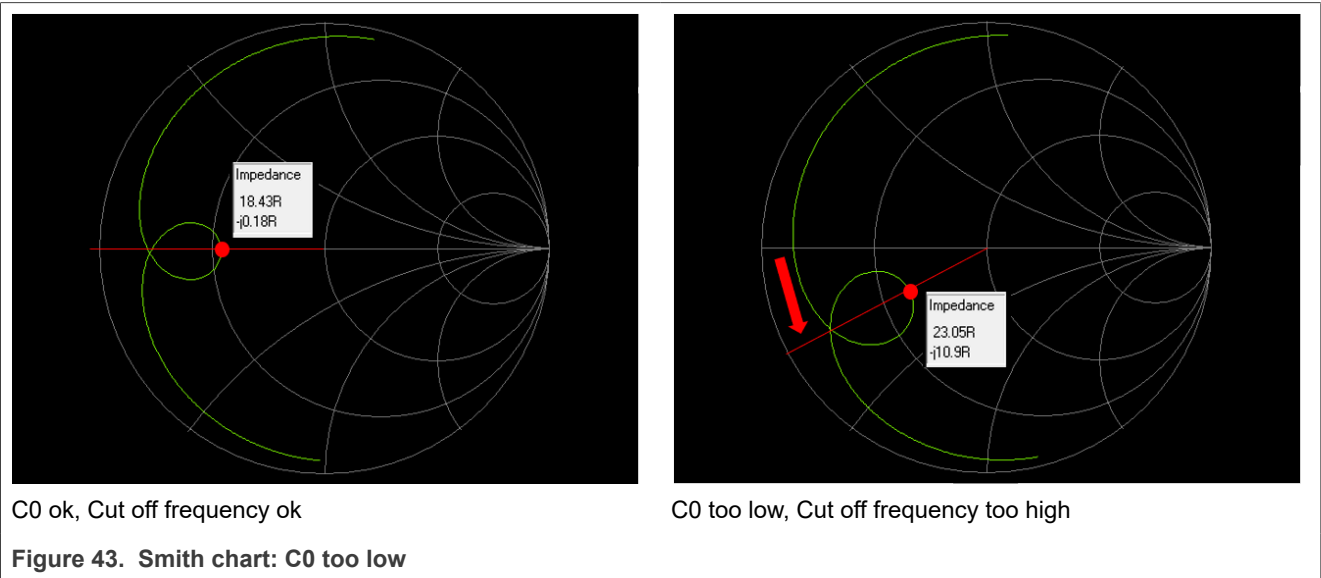 Impedance
18.43R
-j0.18R
Impedance
23.05R
-j10.9R
C0 ok, Cut off frequency ok
C0 too low, Cut off frequency too high
Figure 43. Smith chart: C0 too low